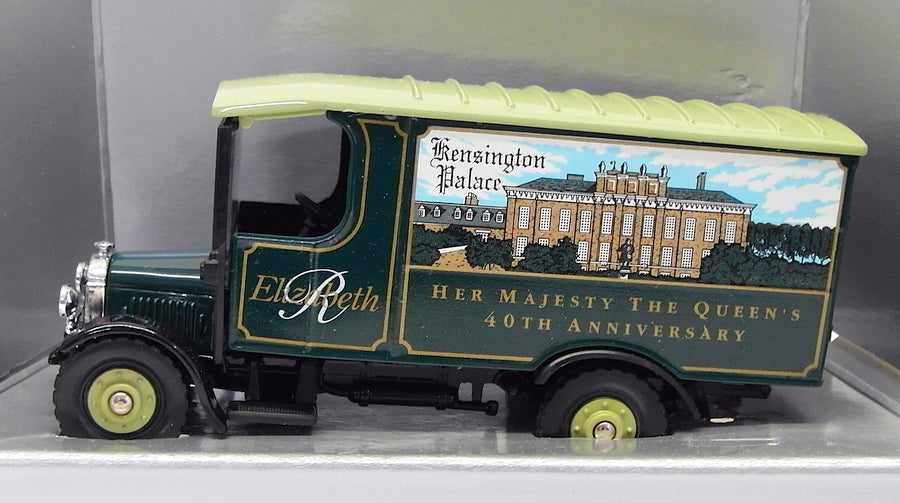 Kensington
Palace
Elizabeth
R
HER MAJESTY THE QUEEN'S
40TH ANNIVERSARY